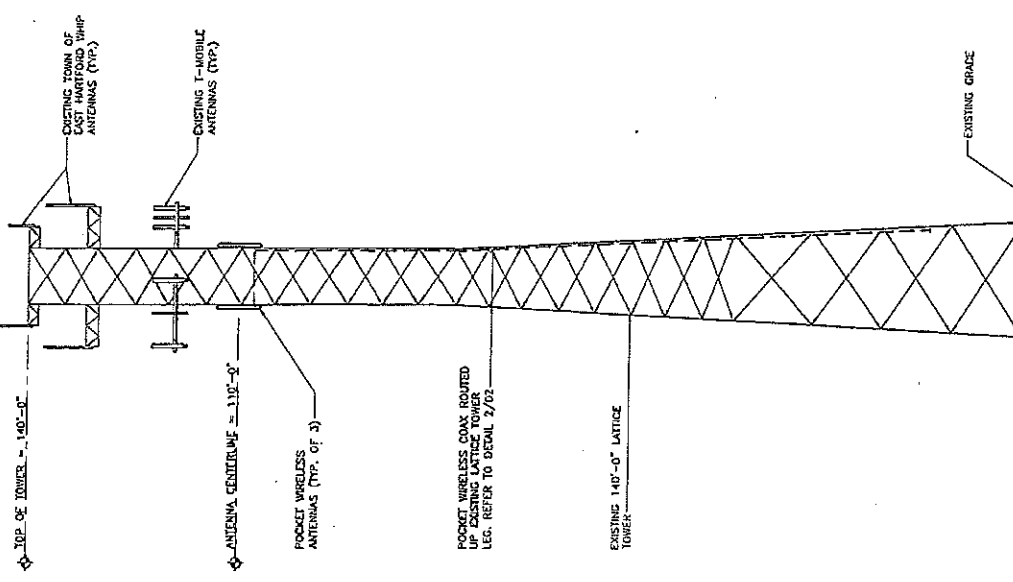 EXISTING TOWN OF
EAST HARTFORD WHIP
ANTENNAS (TYP.)
EXISTING T-MOBILE
ANTENNAS (TYP.)
EXISTING GRADE
TOP OF TOWER = 140'-0"
ANTENNA CENTERLINE = 110'-0"
POCKET WIRELESS
ANTENNAS (TYP. OF 3)
POCKET WIRELESS COAX ROUTED
UP EXISTING LATTICE TOWER
LEG. REFER TO DETAIL 2/02
EXISTING 140'-0" LATTICE
TOWER